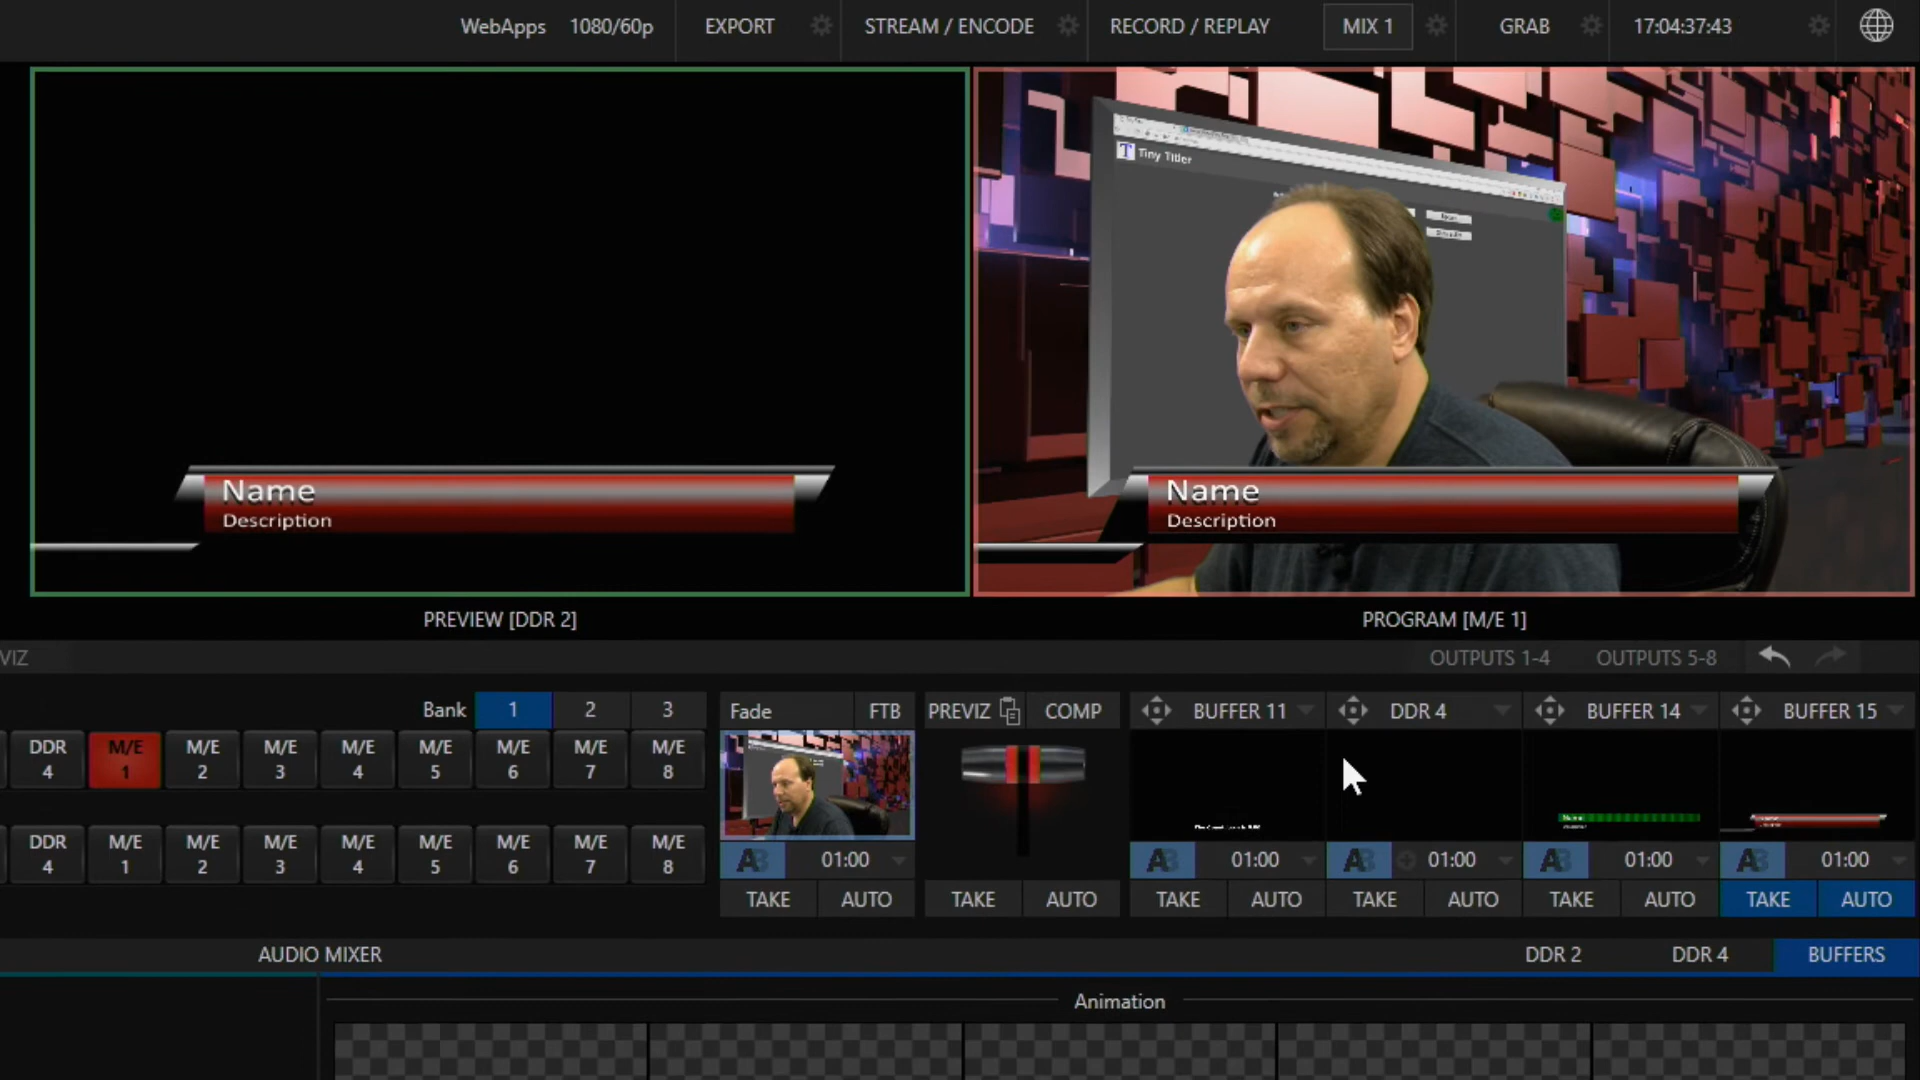 WebApps 1080/60p EXPORT STREAM / ENCODE RECORD / REPLAY MIX 1 GRAB 17:04:37:43
T Tiny Titler
Name
Description
Name
Description
PREVIEW [DDR 2] PROGRAM [M/E 1]
VIZ OUTPUTS 1-4 OUTPUTS 5-8
Bank 1 2 3 Fade FTB PREVIZ COMP BUFFER 11 DDR 4 BUFFER 14 BUFFER 15
DDR 4 M/E 1 M/E 2 M/E 3 M/E 4 M/E 5 M/E 6 M/E 7 M/E 8
DDR 4 M/E 1 M/E 2 M/E 3 M/E 4 M/E 5 M/E 6 M/E 7 M/E 8
AB 01:00 AB 01:00 AB 01:00 AB 01:00 AB 01:00
TAKE AUTO TAKE AUTO TAKE AUTO TAKE AUTO TAKE AUTO TAKE AUTO
AUDIO MIXER DDR 2 DDR 4 BUFFERS
Animation